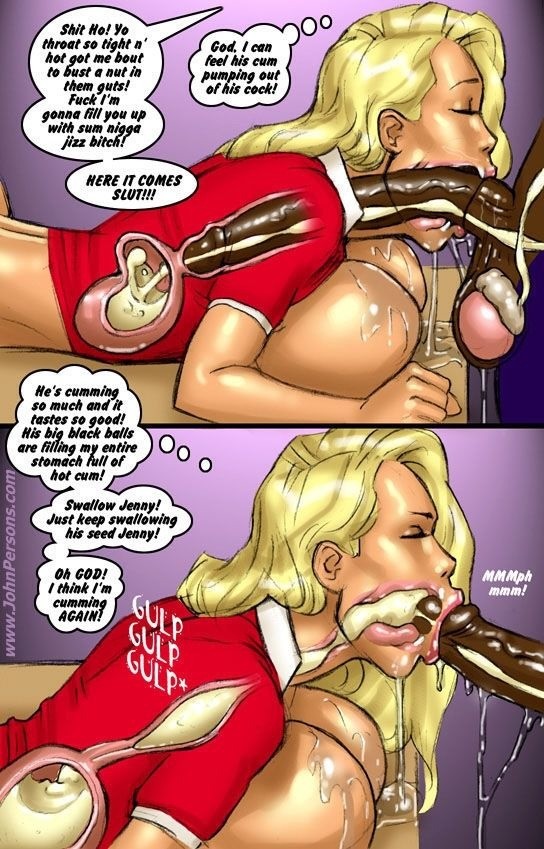 Shit Ho! Yo
throat so tight n'
hot got me bout
to bust a nut in
them guts!
Fuck I'm
gonna fill you up
with sum nigga
jizz bitch!
HERE IT COMES
SLUT!!!
God, I can
feel his cum
pumping out
of his cock!
He's cumming
so much and it
tastes so good!
His big black balls
are filling my entire
stomach full of
hot cum!
Swallow Jenny!
Just keep swallowing
his seed Jenny!
Oh GOD!
I think I'm
cumming
AGAIN!
GULP
GULP
GULP*
MMMph
mmm!
www.JohnPersons.com